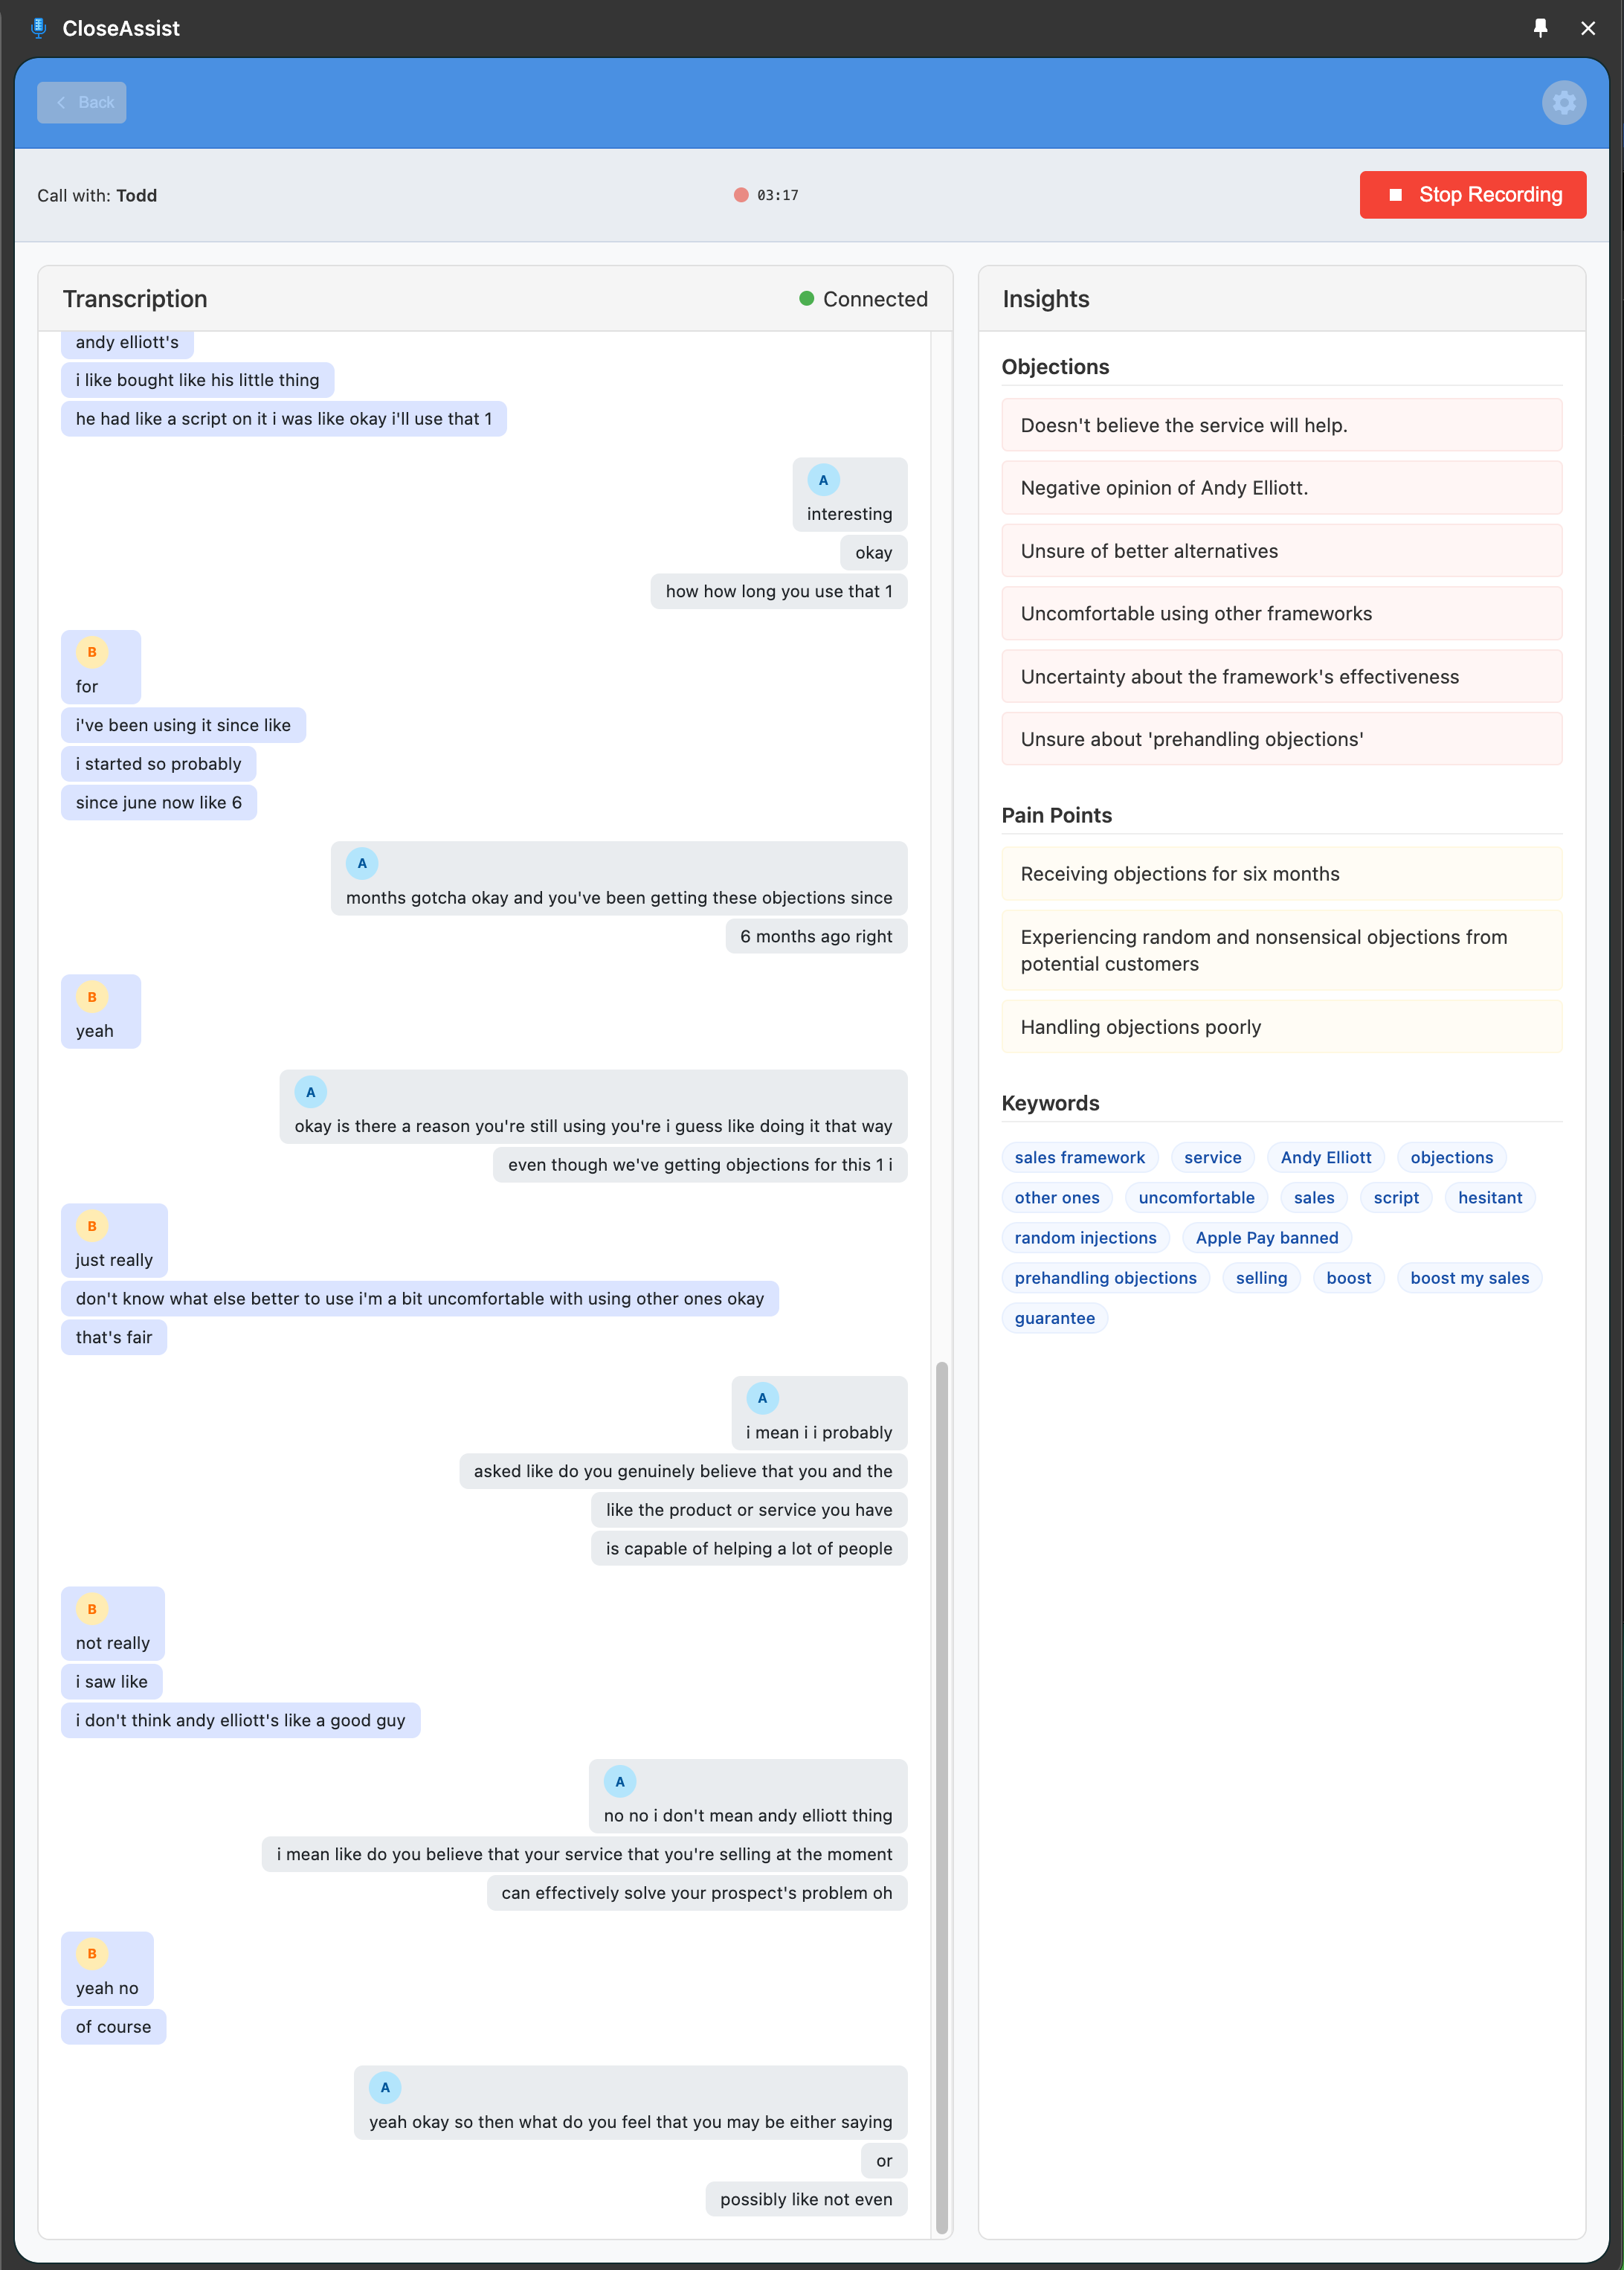 CloseAssist
Back
Call with: Todd
03:17
Stop Recording
Transcription
Connected
andy elliott's
i like bought like his little thing
he had like a script on it i was like okay i'll use that 1
A
interesting
okay
how how long you use that 1
B
for
i've been using it since like
i started so probably
since june now like 6
A
months gotcha okay and you've been getting these objections since
6 months ago right
B
yeah
A
okay is there a reason you're still using you're i guess like doing it that way
even though we've getting objections for this 1 i
B
just really
don't know what else better to use i'm a bit uncomfortable with using other ones okay
that's fair
A
i mean i i probably
asked like do you genuinely believe that you and the
like the product or service you have
is capable of helping a lot of people
B
not really
i saw like
i don't think andy elliott's like a good guy
A
no no i don't mean andy elliott thing
i mean like do you believe that your service that you're selling at the moment
can effectively solve your prospect's problem oh
B
yeah no
of course
A
yeah okay so then what do you feel that you may be either saying
or
possibly like not even
Insights
Objections
Doesn't believe the service will help.
Negative opinion of Andy Elliott.
Unsure of better alternatives
Uncomfortable using other frameworks
Uncertainty about the framework's effectiveness
Unsure about 'prehandling objections'
Pain Points
Receiving objections for six months
Experiencing random and nonsensical objections from
potential customers
Handling objections poorly
Keywords
sales framework service Andy Elliott objections
other ones uncomfortable sales script hesitant
random injections Apple Pay banned
prehandling objections selling boost boost my sales
guarantee